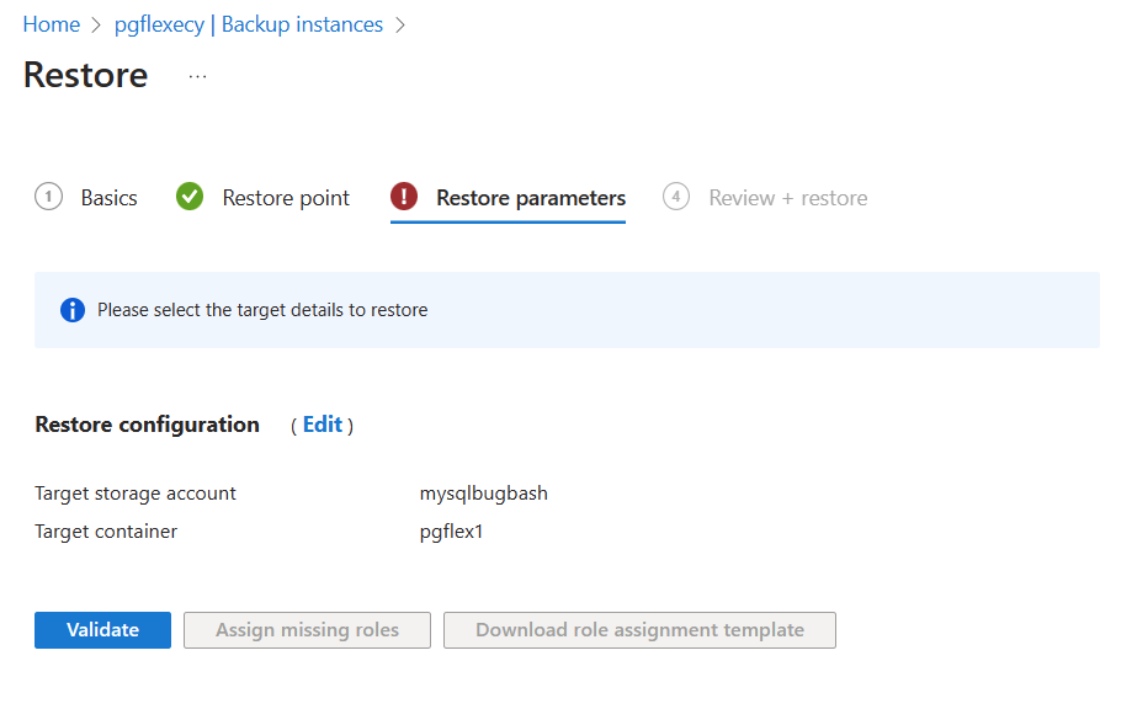 Home > pgflexecy | Backup instances >
Restore ...
1 Basics Restore point ! Restore parameters 4 Review + restore
i Please select the target details to restore
Restore configuration ( Edit )
Target storage account mysqlbugbash
Target container pgflex1
Validate Assign missing roles Download role assignment template